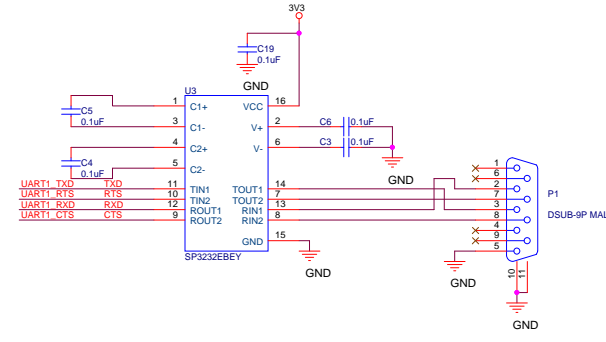 3V3
C19
0.1uF
GND
U3
C5
0.1uF
1 C1+ VCC 16
3 C1- V+ 2 C6 0.1uF
4 C2+ V- 6 C3 0.1uF
C4
0.1uF
5 C2-
GND
UART1_TXD TXD 11 TIN1 TOUT1 14
UART1_RTS RTS 10 TIN2 TOUT2 7
UART1_RXD RXD 12 ROUT1 RIN1 13
UART1_CTS CTS 9 ROUT2 RIN2 8
GND 15
SP3232EBEY
GND
1
6
2
7
3
8
4
9
5
P1
DSUB-9P MAL
GND
10
11
GND